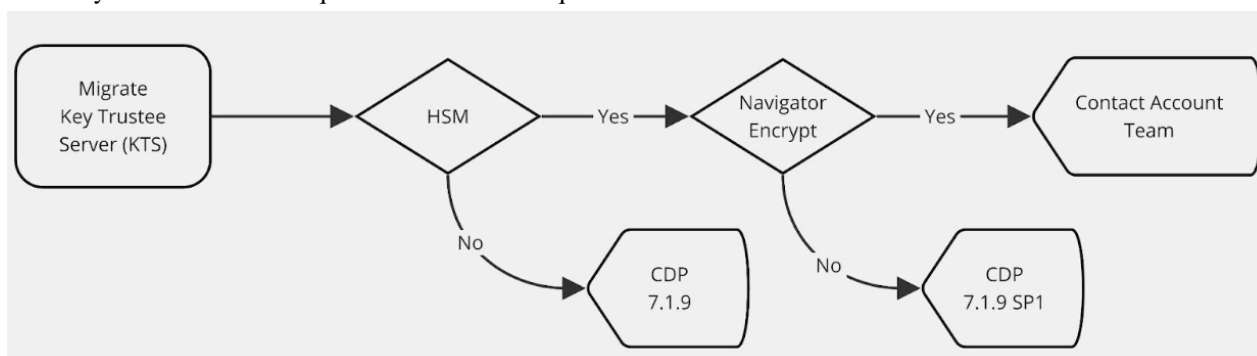 Migrate
Key Trustee
Server (KTS)
HSM
Yes
Navigator
Encrypt
Yes
Contact Account
Team
No
CDP
7.1.9
No
CDP
7.1.9 SP1